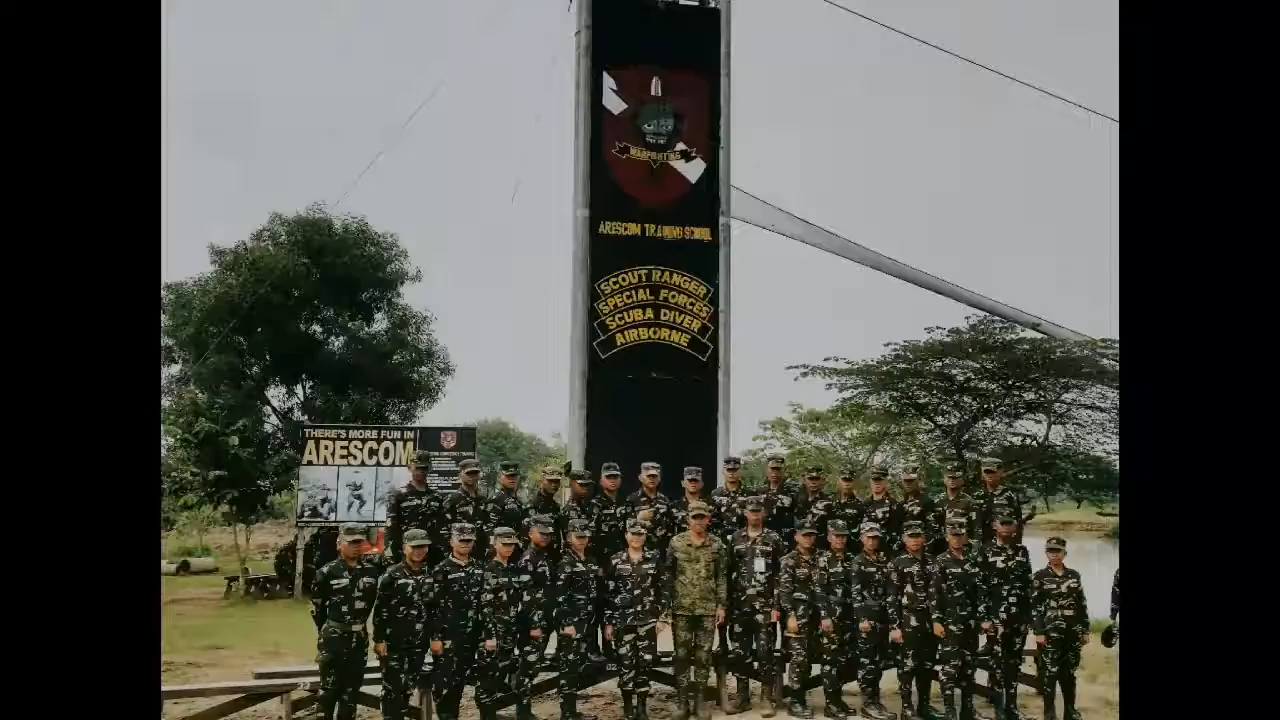 WARFIGHTING
ARESCOM TRAINING SCHOOL
SCOUT RANGER
SPECIAL FORCES
SCUBA DIVER
AIRBORNE
THERE'S MORE FUN IN
ARESCOM